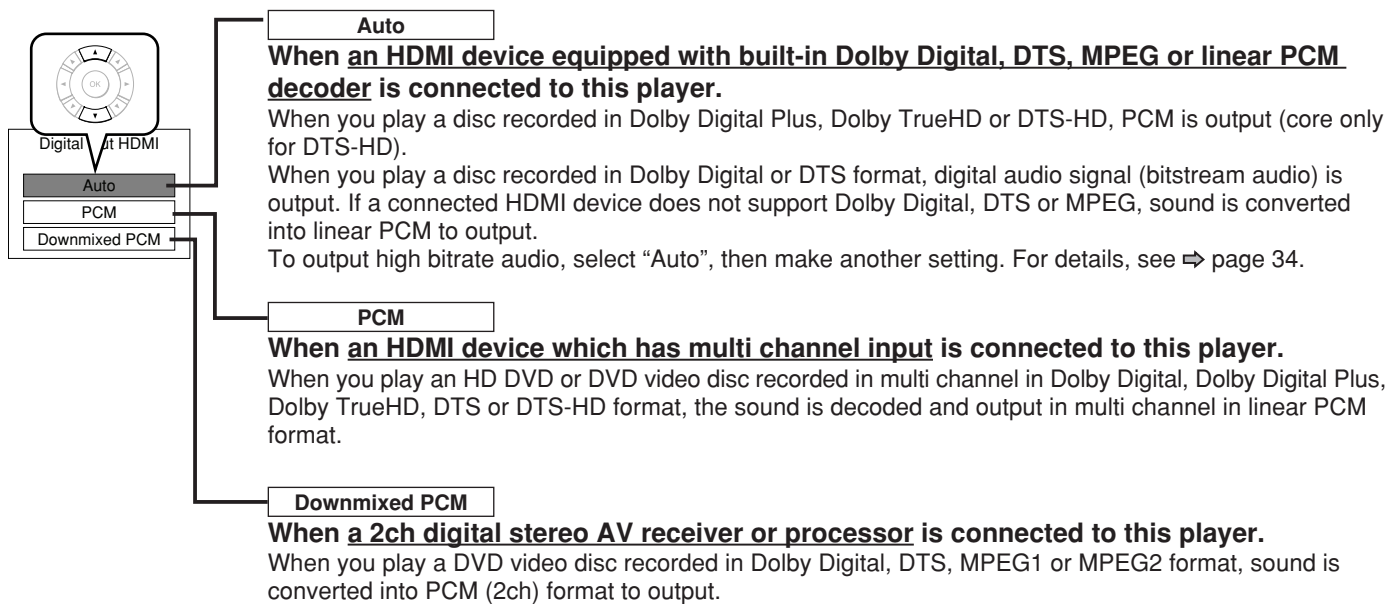 Auto
When an HDMI device equipped with built-in Dolby Digital, DTS, MPEG or linear PCM
decoder is connected to this player.
When you play a disc recorded in Dolby Digital Plus, Dolby TrueHD or DTS-HD, PCM is output (core only
for DTS-HD).
When you play a disc recorded in Dolby Digital or DTS format, digital audio signal (bitstream audio) is
output. If a connected HDMI device does not support Dolby Digital, DTS or MPEG, sound is converted
into linear PCM to output.
To output high bitrate audio, select “Auto”, then make another setting. For details, see ⇨ page 34.
OK
Digital ut HDMI
Auto
PCM
Downmixed PCM
PCM
When an HDMI device which has multi channel input is connected to this player.
When you play an HD DVD or DVD video disc recorded in multi channel in Dolby Digital, Dolby Digital Plus,
Dolby TrueHD, DTS or DTS-HD format, the sound is decoded and output in multi channel in linear PCM
format.
Downmixed PCM
When a 2ch digital stereo AV receiver or processor is connected to this player.
When you play a DVD video disc recorded in Dolby Digital, DTS, MPEG1 or MPEG2 format, sound is
converted into PCM (2ch) format to output.